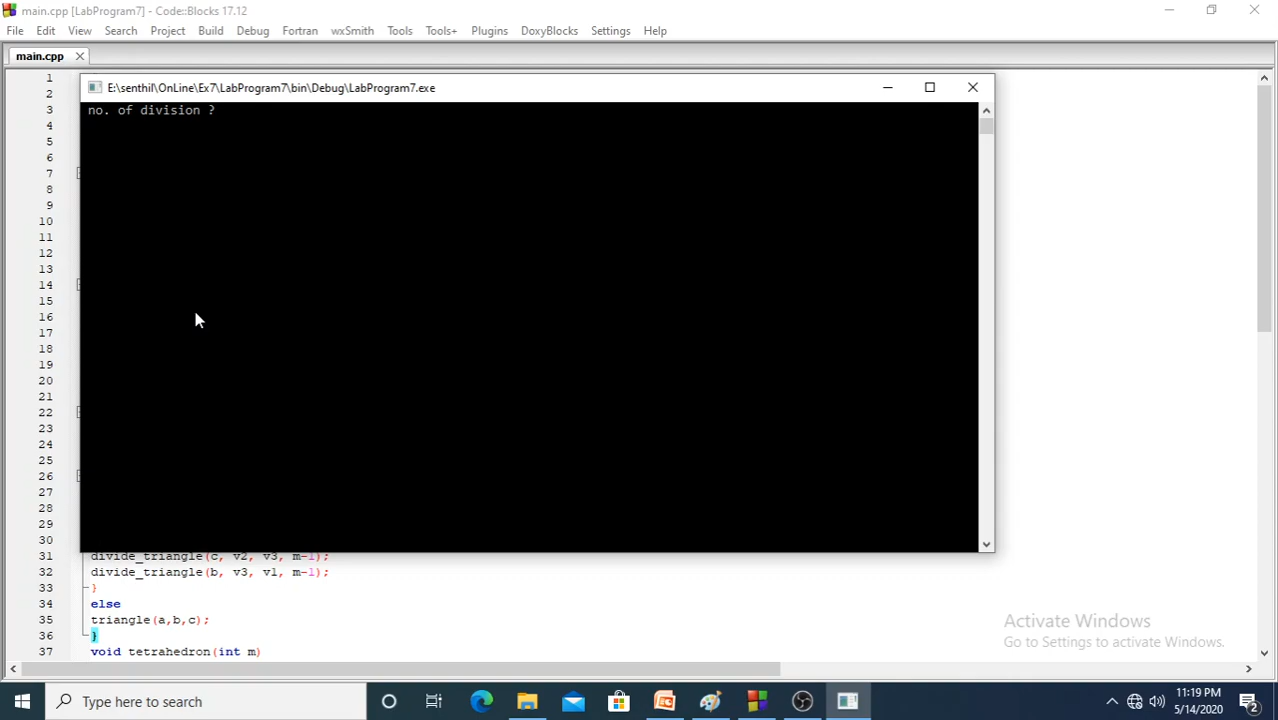 main.cpp [LabProgram7] - Code::Blocks 17.12
File Edit View Search Project Build Debug Fortran wxSmith Tools Tools+ Plugins DoxyBlocks Settings Help
main.cpp
E:\senthil\OnLine\Ex7\LabProgram7\bin\Debug\LabProgram7.exe
no. of division ?
1
2
3
4
5
6
7
8
9
10
11
12
13
14
15
16
17
18
19
20
21
22
23
24
25
26
27
28
29
30
31 divide_triangle(c, v2, v3, m-1);
32 divide_triangle(b, v3, v1, m-1);
33 }
34 else
35 triangle(a,b,c);
36 }
37 void tetrahedron(int m)
Activate Windows
Go to Settings to activate Windows.
Type here to search
11:19 PM
5/14/2020
2